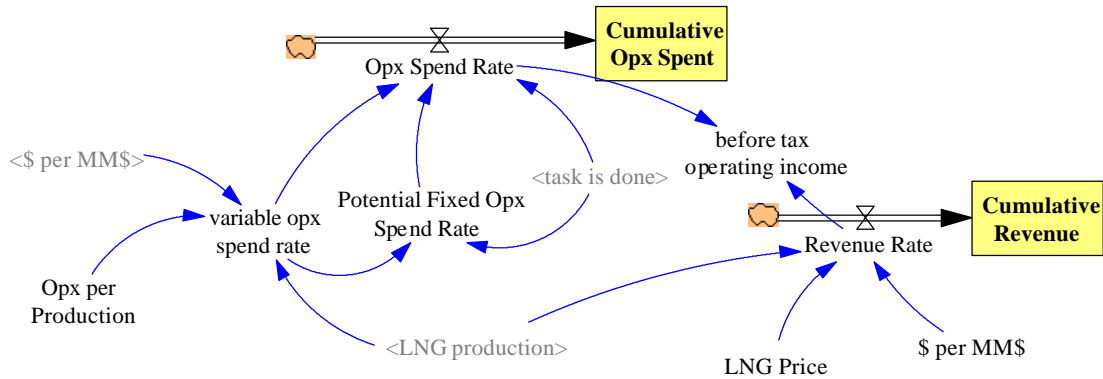 Cumulative
Opx Spent
Opx Spend Rate
before tax
operating income
<$ per MM$>
<task is done>
Potential Fixed Opx
Spend Rate
variable opx
spend rate
Cumulative
Revenue
Revenue Rate
Opx per
Production
<LNG production>
LNG Price
$ per MM$